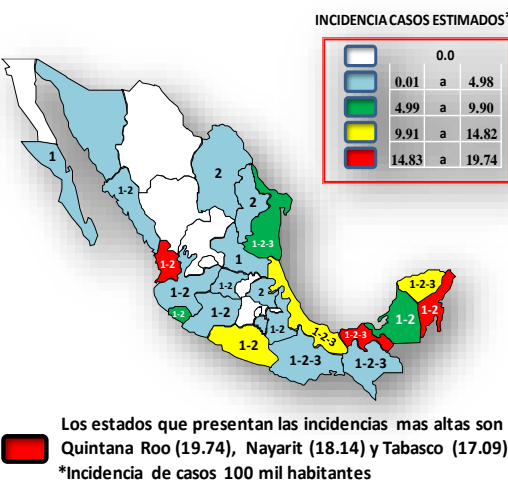 INCIDENCIA CASOS ESTIMADOS*
0.0
0.01 a 4.98
4.99 a 9.90
9.91 a 14.82
14.83 a 19.74
1
1-2
2
2
1-2-3
1-2
1
1-2
1-2
2
1-2
1-2
1-2
1-2
1-2-3
1-2-3
1-2-3
1-2-3
1-2
1-2-3
1-2
Los estados que presentan las incidencias mas altas son
Quintana Roo (19.74), Nayarit (18.14) y Tabasco (17.09)
*Incidencia de casos 100 mil habitantes